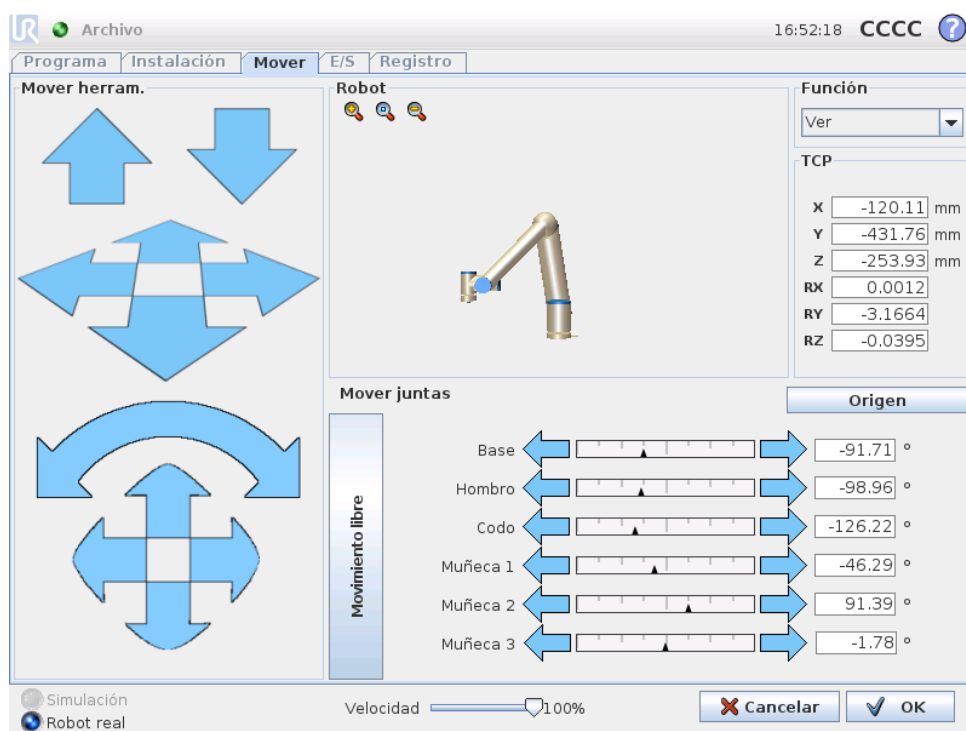 UR Archivo 16:52:18 CCCC ?
Programa Instalación Mover E/S Registro
Mover herram.
Robot
Función
Ver
TCP
X -120.11 mm
Y -431.76 mm
Z -253.93 mm
RX 0.0012
RY -3.1664
RZ -0.0395
Mover juntas
Origen
Movimiento libre
Base -91.71 °
Hombro -98.96 °
Codo -126.22 °
Muñeca 1 -46.29 °
Muñeca 2 91.39 °
Muñeca 3 -1.78 °
Simulación
Robot real
Velocidad 100%
Cancelar
OK